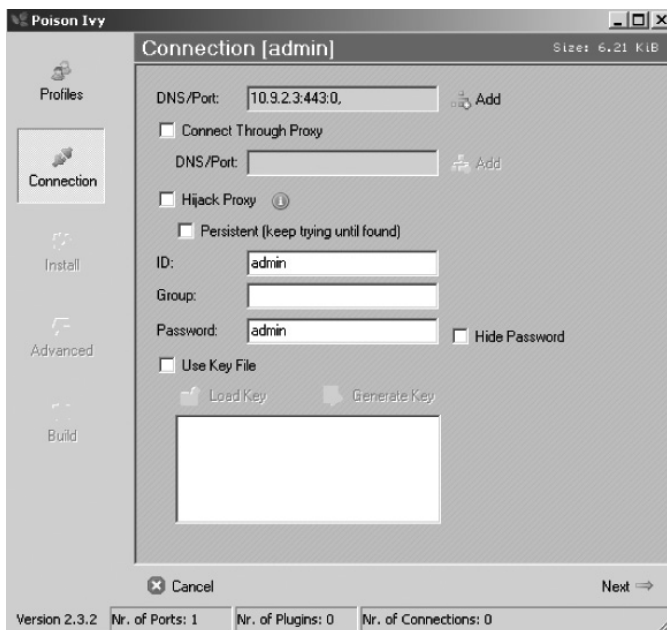 Poison Ivy
Connection [admin]
Size: 6.21 KiB
Profiles
Connection
Install
Advanced
Build
DNS/Port: 10.9.2.3:443:0, Add
Connect Through Proxy
DNS/Port: Add
Hijack Proxy
Persistent (keep trying until found)
ID: admin
Group:
Password: admin Hide Password
Use Key File
Load Key Generate Key
Cancel Next
Version 2.3.2 Nr. of Ports: 1 Nr. of Plugins: 0 Nr. of Connections: 0